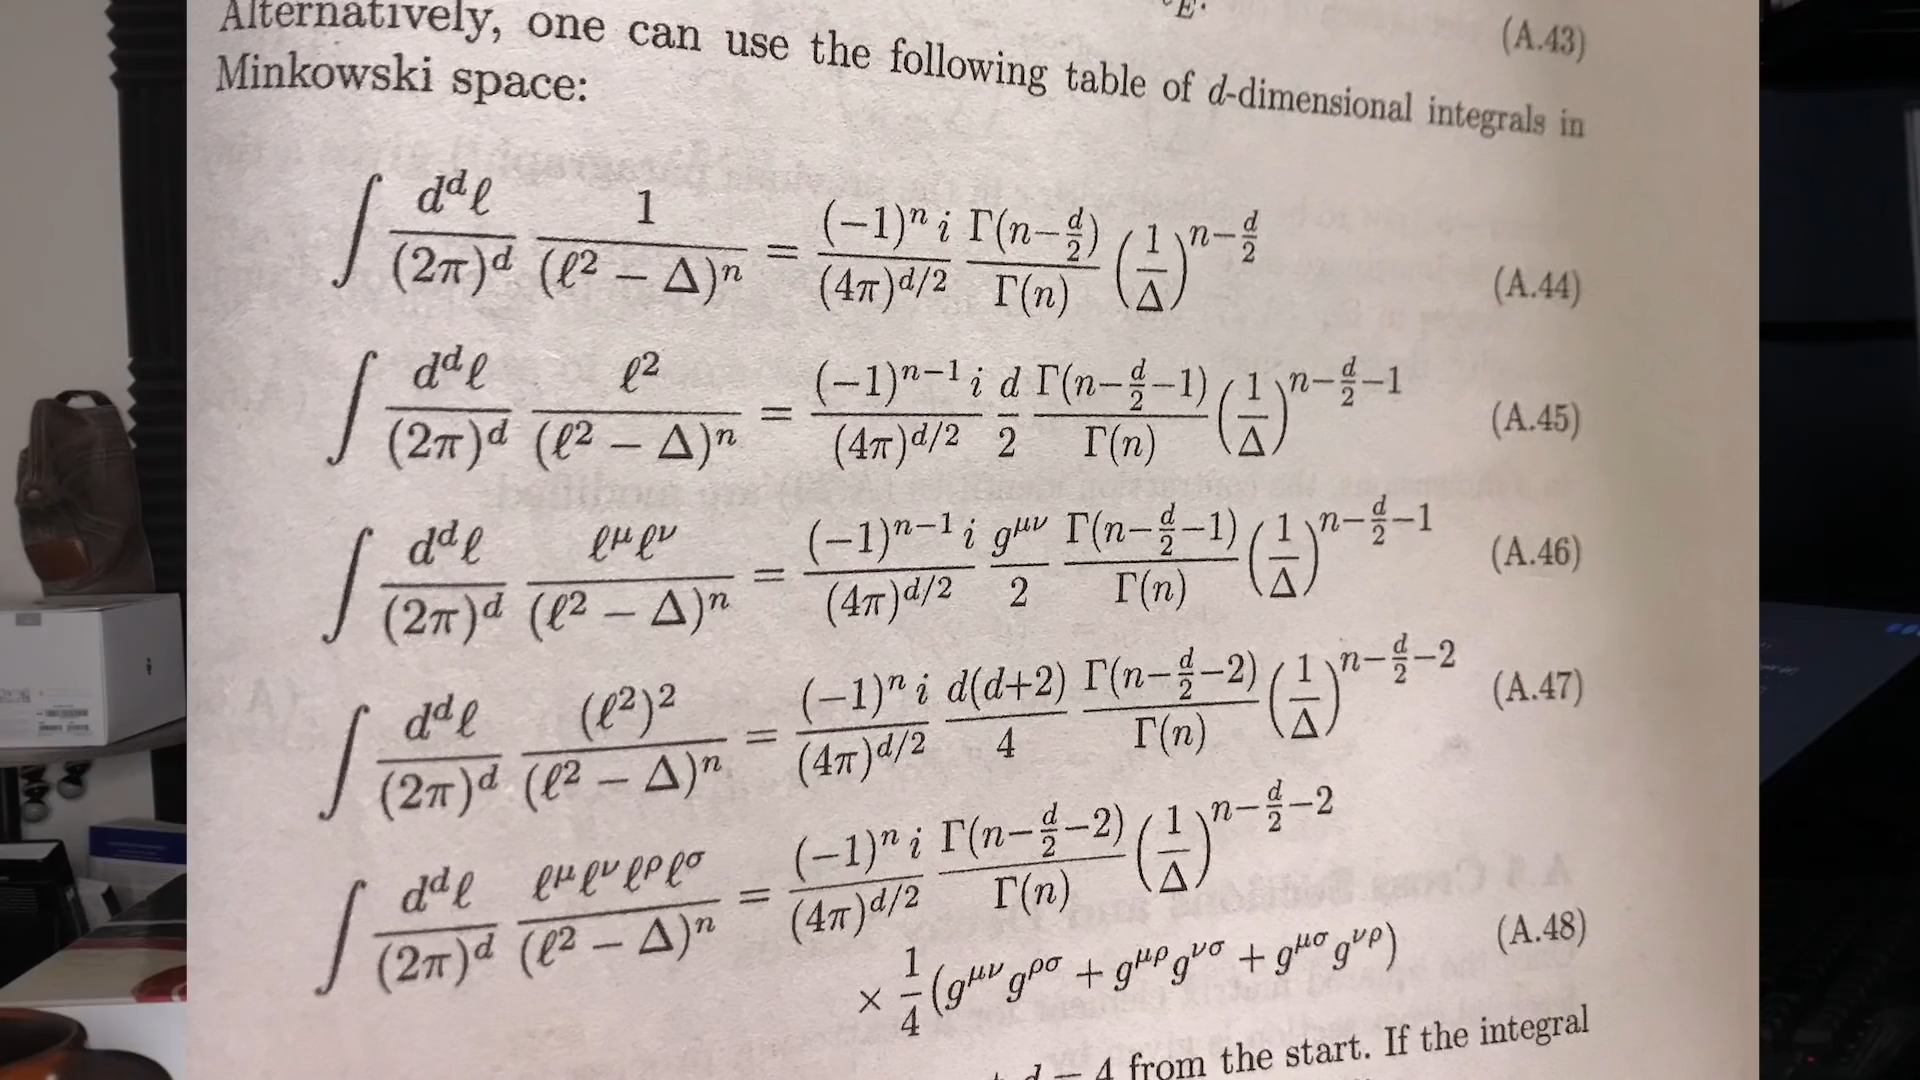 (A.43)
Alternatively, one can use the following table of d-dimensional integrals in
Minkowski space:
∫ d^dℓ/(2π)^d 1/(ℓ² − Δ)^n = (−1)^n i/(4π)^{d/2} Γ(n−d/2)/Γ(n) (1/Δ)^{n−d/2} (A.44)
∫ d^dℓ/(2π)^d ℓ²/(ℓ² − Δ)^n = (−1)^{n−1} i/(4π)^{d/2} d/2 Γ(n−d/2−1)/Γ(n) (1/Δ)^{n−d/2−1} (A.45)
∫ d^dℓ/(2π)^d ℓ^μ ℓ^ν/(ℓ² − Δ)^n = (−1)^{n−1} i/(4π)^{d/2} g^{μν}/2 Γ(n−d/2−1)/Γ(n) (1/Δ)^{n−d/2−1} (A.46)
∫ d^dℓ/(2π)^d (ℓ²)²/(ℓ² − Δ)^n = (−1)^n i/(4π)^{d/2} d(d+2)/4 Γ(n−d/2−2)/Γ(n) (1/Δ)^{n−d/2−2} (A.47)
∫ d^dℓ/(2π)^d ℓ^μ ℓ^ν ℓ^ρ ℓ^σ/(ℓ² − Δ)^n = (−1)^n i/(4π)^{d/2} Γ(n−d/2−2)/Γ(n) (1/Δ)^{n−d/2−2}
× 1/4 (g^{μν} g^{ρσ} + g^{μρ} g^{νσ} + g^{μσ} g^{νρ}) (A.48)
d = 4 from the start. If the integral